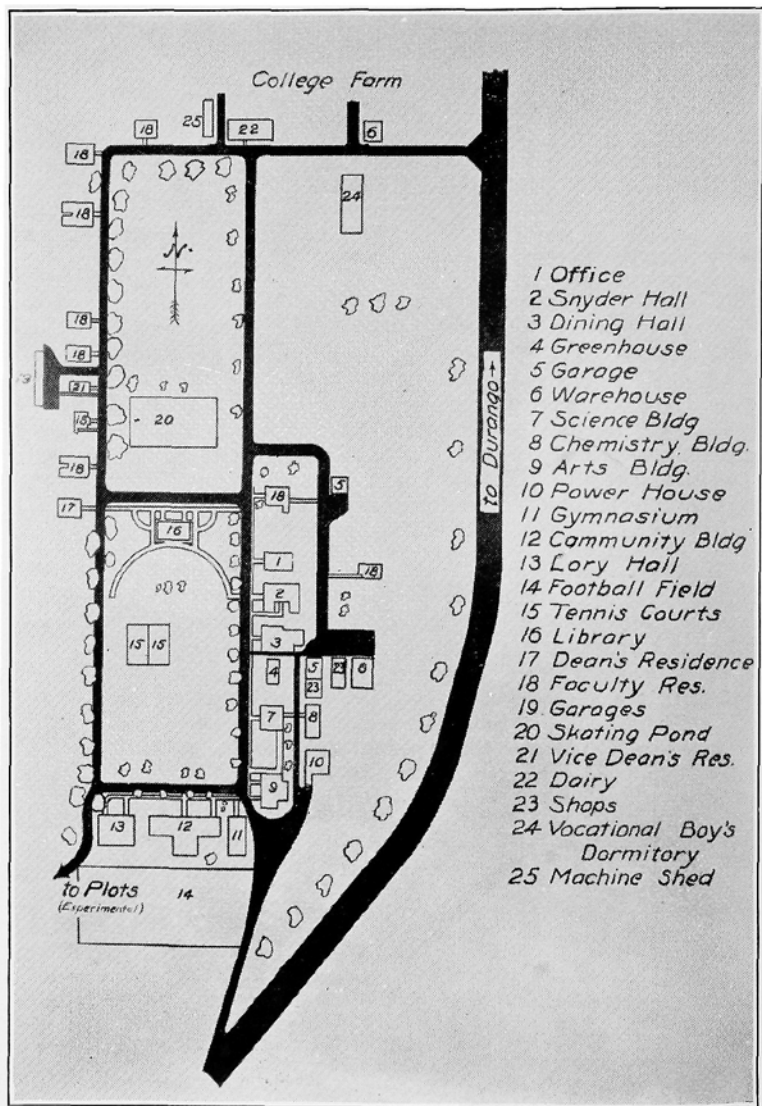 College Farm
18
25
22
6
18
24
18
N.
18
18
19
21
15
20
18
18
5
17
16
1
18
2
15 15
3
4
5
23
6
23
7
8
10
9
13
12
11
to Plots
(Experimental)
14
to Durango →
1 Office
2 Snyder Hall
3 Dining Hall
4 Greenhouse
5 Garage
6 Warehouse
7 Science Bldg
8 Chemistry Bldg.
9 Arts Bldg.
10 Power House
11 Gymnasium
12 Community Bldg
13 Lory Hall
14 Football Field
15 Tennis Courts
16 Library
17 Dean's Residence
18 Faculty Res.
19 Garages
20 Skating Pond
21 Vice Dean's Res.
22 Dairy
23 Shops
24 Vocational Boy's
Dormitory
25 Machine Shed